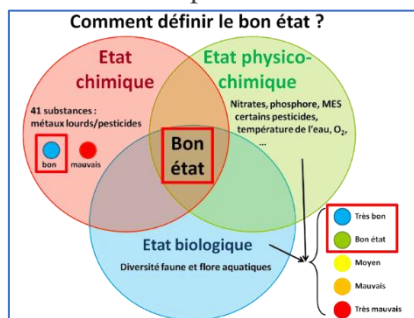 Comment définir le bon état ?
Etat
chimique
Etat physico-
chimique
41 substances :
métaux lourds/pesticides
bon
mauvais
Nitrates, phosphore, MES
certains pesticides,
température de l'eau, O2,
...
Bon
état
Etat biologique
Diversité faune et flore aquatiques
Très bon
Bon état
Moyen
Mauvais
Très mauvais